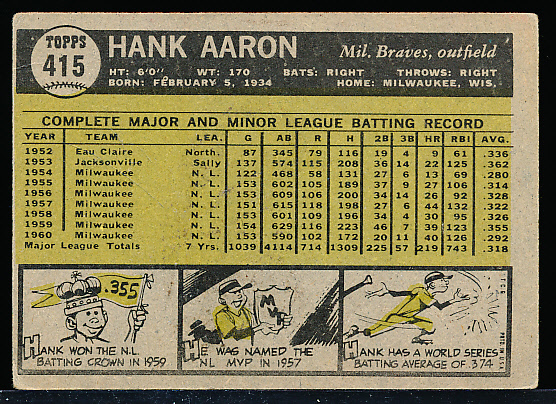 TOPPS
415
HANK AARON
Mil. Braves, outfield
HT: 6'0" WT: 170 BATS: RIGHT THROWS: RIGHT
BORN: FEBRUARY 5, 1934 HOME: MILWAUKEE, WIS.
COMPLETE MAJOR AND MINOR LEAGUE BATTING RECORD
YEAR TEAM LEA. G AB R H 2B 3B HR RBI AVG.
1952 Eau Claire North. 87 345 79 116 19 4 9 61 .336
1953 Jacksonville Sally 137 574 115 208 36 14 22 125 .362
1954 Milwaukee N. L. 122 468 58 131 27 6 13 69 .280
1955 Milwaukee N. L. 153 602 105 189 37 9 27 106 .314
1956 Milwaukee N. L. 153 609 106 200 34 14 26 92 .328
1957 Milwaukee N. L. 151 615 118 198 27 6 44 132 .322
1958 Milwaukee N. L. 153 601 109 196 34 4 30 95 .326
1959 Milwaukee N. L. 154 629 116 223 46 7 39 123 .355
1960 Milwaukee N. L. 153 590 102 172 20 11 40 126 .292
Major League Totals 7 Yrs. 1039 4114 714 1309 225 57 219 743 .318
.355
HANK WON THE N.L.
BATTING CROWN IN 1959
MVP
HE WAS NAMED THE
NL MVP IN 1957
HANK HAS A WORLD SERIES
BATTING AVERAGE OF .374